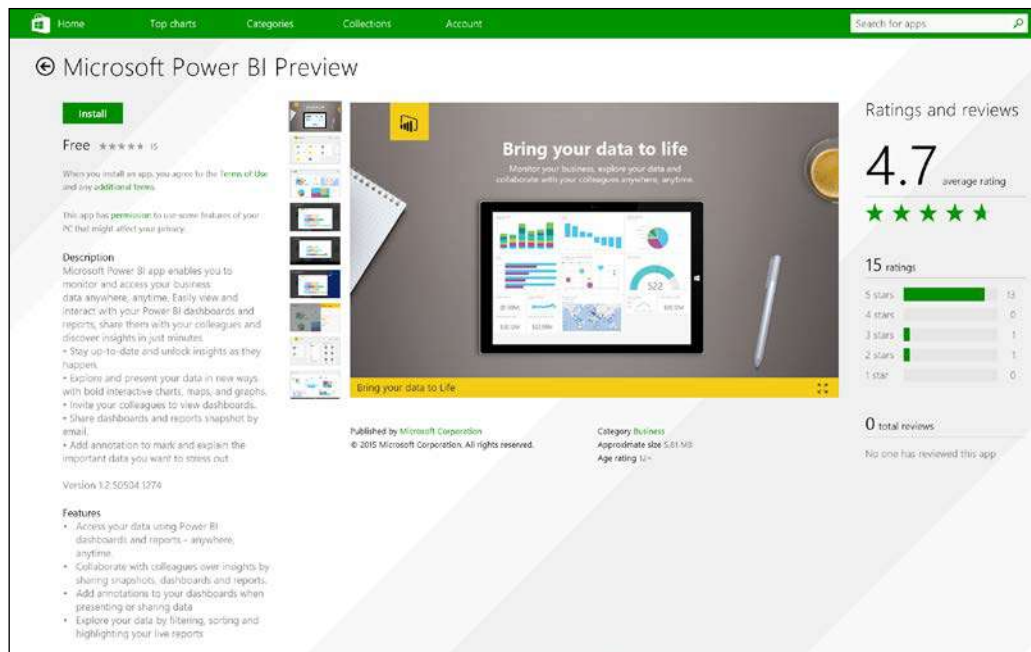 Home
Top charts
Categories
Collections
Account
Search for apps
Microsoft Power BI Preview
Install
Free
15
When you install an app, you agree to the Terms of Use
and any additional terms.
This app has permission to use some features of your
PC that might affect your privacy.
Description
Microsoft Power BI app enables you to
monitor and access your business
data anywhere, anytime. Easily view and
interact with your Power BI dashboards and
reports, share them with your colleagues and
discover insights in just minutes
• Stay up-to-date and unlock insights as they
happen.
• Explore and present your data in new ways
with bold interactive charts, maps, and graphs.
• Invite your colleagues to view dashboards.
• Share dashboards and reports snapshot by
email.
• Add annotation to mark and explain the
important data you want to stress out
Version 1.2.50504.1274
Features
• Access your data using Power BI
dashboards and reports – anywhere,
anytime.
• Collaborate with colleagues over insights by
sharing snapshots, dashboards and reports.
• Add annotations to your dashboards when
presenting or sharing data
• Explore your data by filtering, sorting and
highlighting your live reports
Bring your data to life
Monitor your business, explore your data and
collaborate with your colleagues anywhere, anytime.
522
Bring your data to Life
Published by Microsoft Corporation
© 2015 Microsoft Corporation. All rights reserved.
Category Business
Approximate size 5.81 MB
Age rating 12+
Ratings and reviews
4.7 average rating
15 ratings
5 stars 13
4 stars 0
3 stars 1
2 stars 1
1 star 0
0 total reviews
No one has reviewed this app